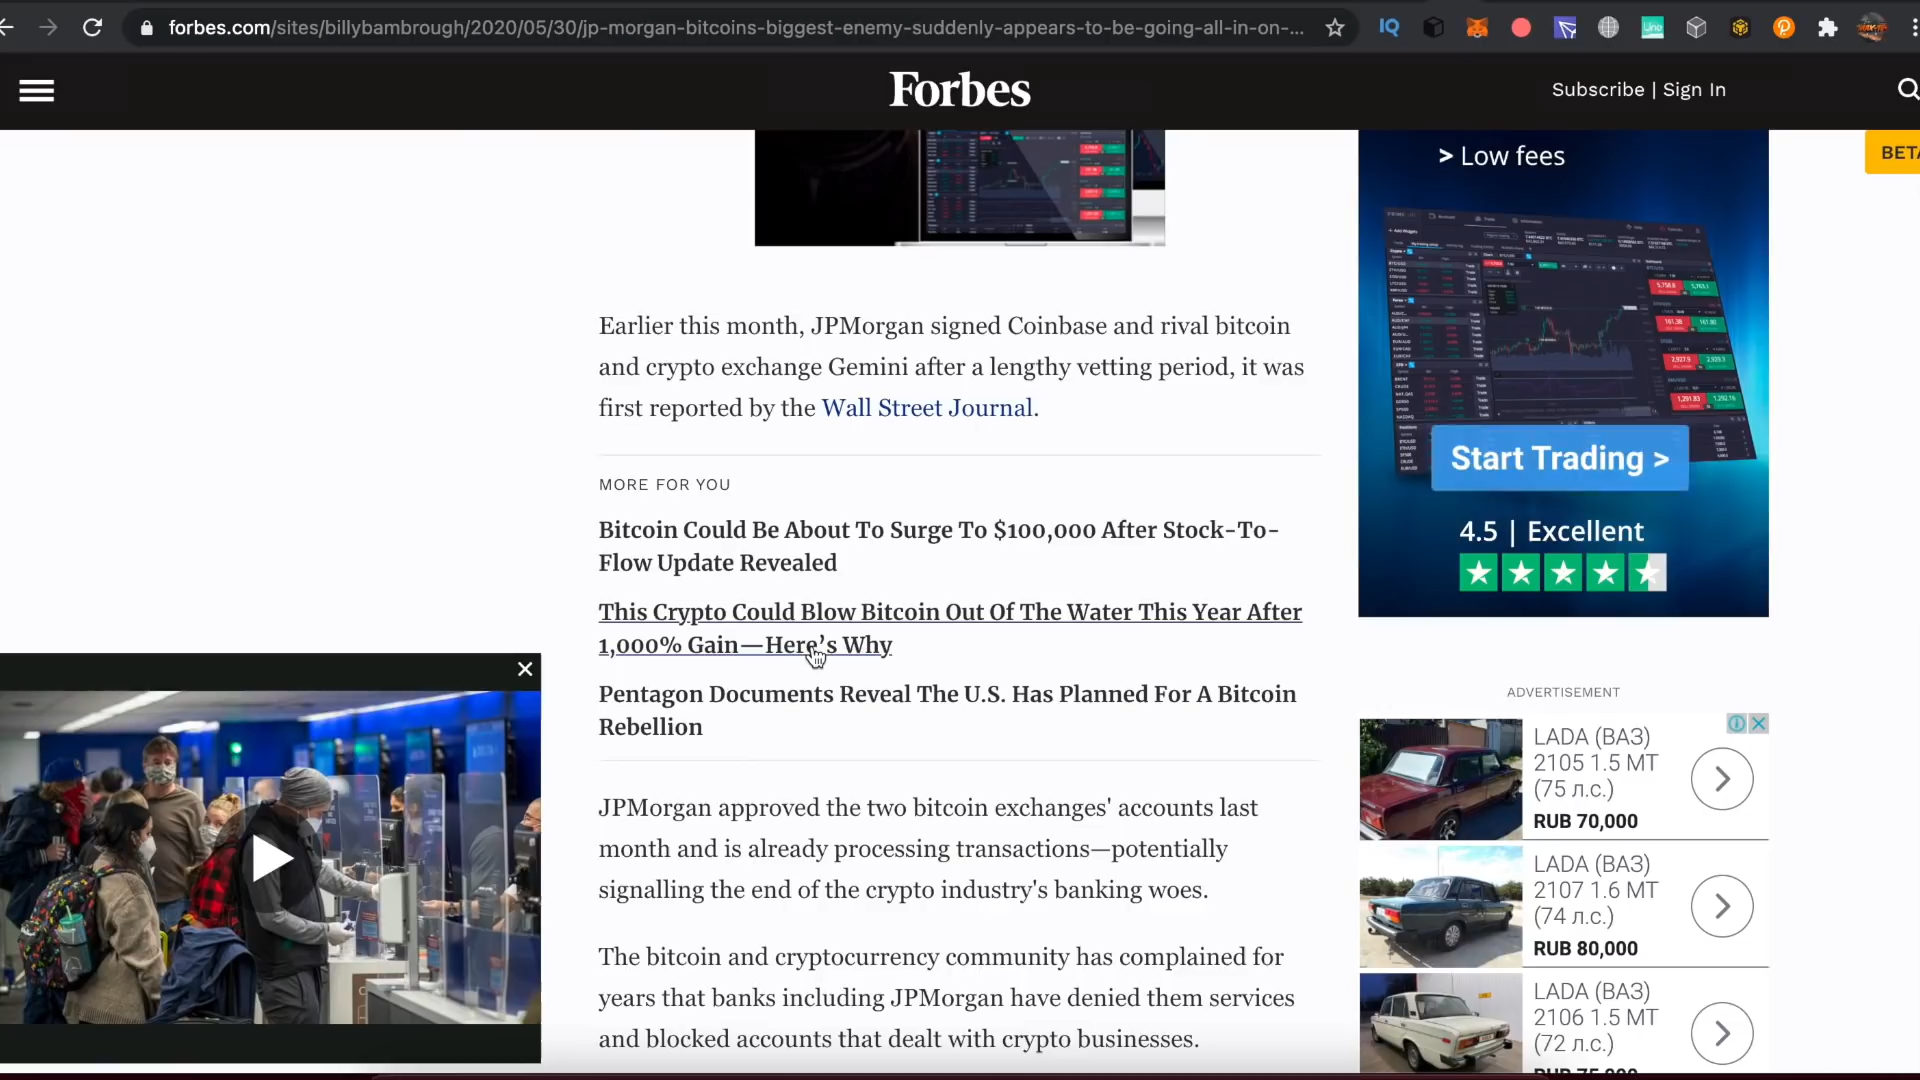 forbes.com/sites/billybambrough/2020/05/30/jp-morgan-bitcoins-biggest-enemy-suddenly-appears-to-be-going-all-in-on-...
Forbes
Subscribe | Sign In
BETA
> Low fees
Start Trading >
4.5 | Excellent
Earlier this month, JPMorgan signed Coinbase and rival bitcoin
and crypto exchange Gemini after a lengthy vetting period, it was
first reported by the Wall Street Journal.
MORE FOR YOU
Bitcoin Could Be About To Surge To $100,000 After Stock-To-
Flow Update Revealed
This Crypto Could Blow Bitcoin Out Of The Water This Year After
1,000% Gain—Here's Why
Pentagon Documents Reveal The U.S. Has Planned For A Bitcoin
Rebellion
JPMorgan approved the two bitcoin exchanges' accounts last
month and is already processing transactions—potentially
signalling the end of the crypto industry's banking woes.
The bitcoin and cryptocurrency community has complained for
years that banks including JPMorgan have denied them services
and blocked accounts that dealt with crypto businesses.
ADVERTISEMENT
LADA (ВАЗ)
2105 1.5 MT
(75 л.с.)
RUB 70,000
LADA (ВАЗ)
2107 1.6 MT
(74 л.с.)
RUB 80,000
LADA (ВАЗ)
2106 1.5 MT
(72 л.с.)
RUB 75,000